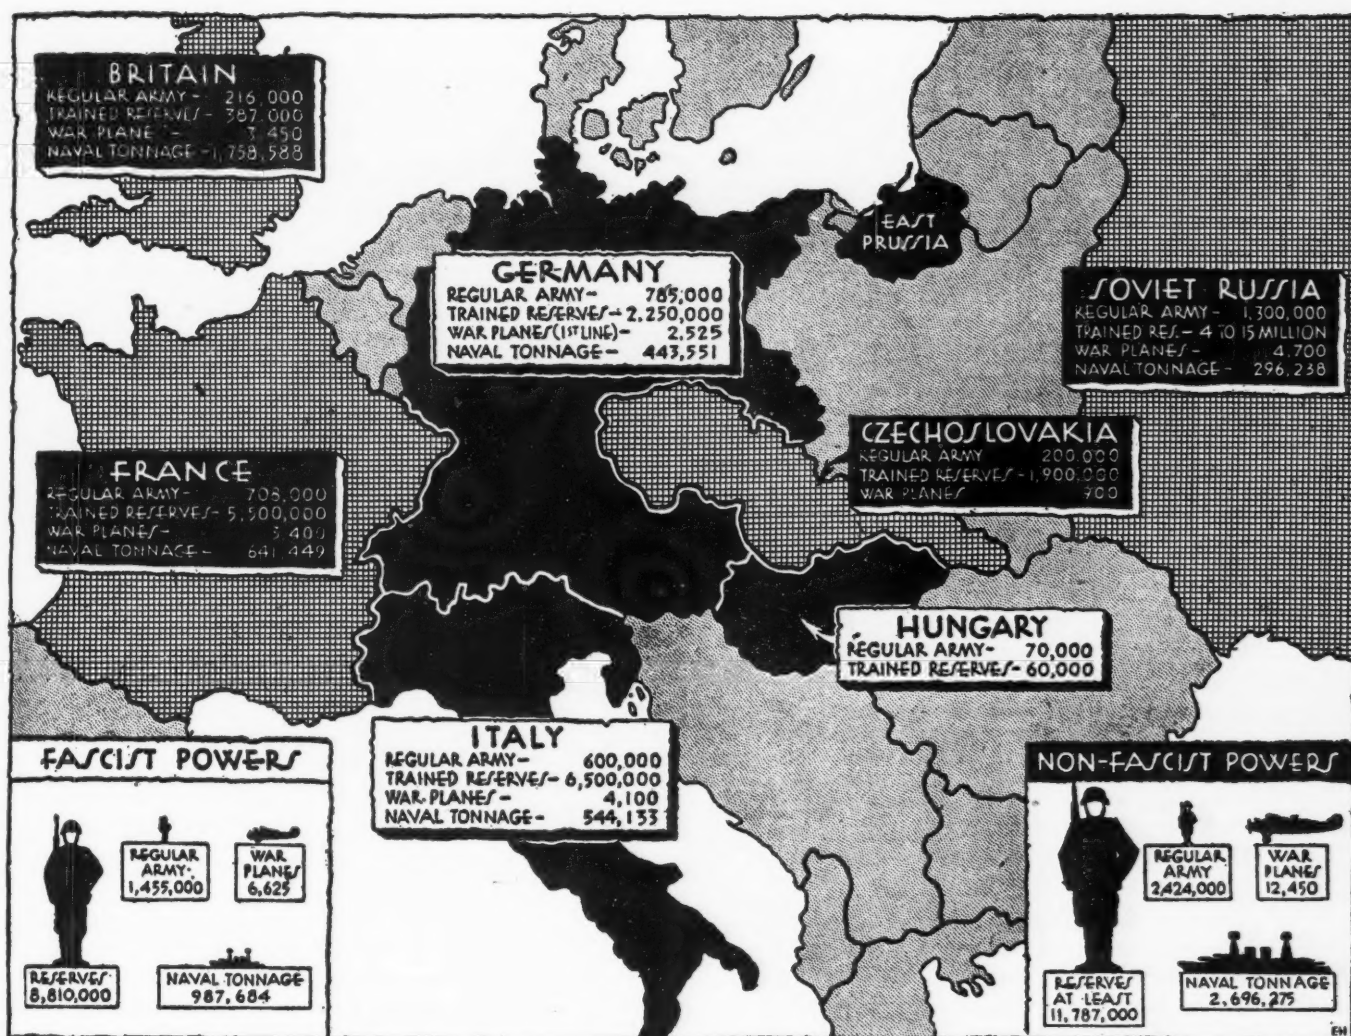 BRITAIN
REGULAR ARMY - 216,000
TRAINED RESERVES - 387,000
WAR PLANE - 3,450
NAVAL TONNAGE - 1,758,588
EAST
PRUSSIA
GERMANY
REGULAR ARMY - 785,000
TRAINED RESERVES - 2,250,000
WAR PLANES (1ST LINE) - 2,525
NAVAL TONNAGE - 443,551
SOVIET RUSSIA
REGULAR ARMY - 1,300,000
TRAINED RES. - 4 TO 15 MILLION
WAR PLANES - 4,700
NAVAL TONNAGE - 296,238
CZECHOSLOVAKIA
REGULAR ARMY 200,000
TRAINED RESERVES - 1,900,000
WAR PLANES 900
FRANCE
REGULAR ARMY - 708,000
TRAINED RESERVES - 5,500,000
WAR PLANES - 3,400
NAVAL TONNAGE - 641,449
HUNGARY
REGULAR ARMY - 70,000
TRAINED RESERVES - 60,000
ITALY
REGULAR ARMY - 600,000
TRAINED RESERVES - 6,500,000
WAR PLANES - 4,100
NAVAL TONNAGE - 544,133
FASCIST POWERS
REGULAR
ARMY -
1,455,000
WAR
PLANES
6,625
RESERVES
8,810,000
NAVAL TONNAGE
987,684
NON-FASCIST POWERS
REGULAR
ARMY
2,424,000
WAR
PLANES
12,450
RESERVES
AT LEAST
11,787,000
NAVAL TONNAGE
2,696,275
EH